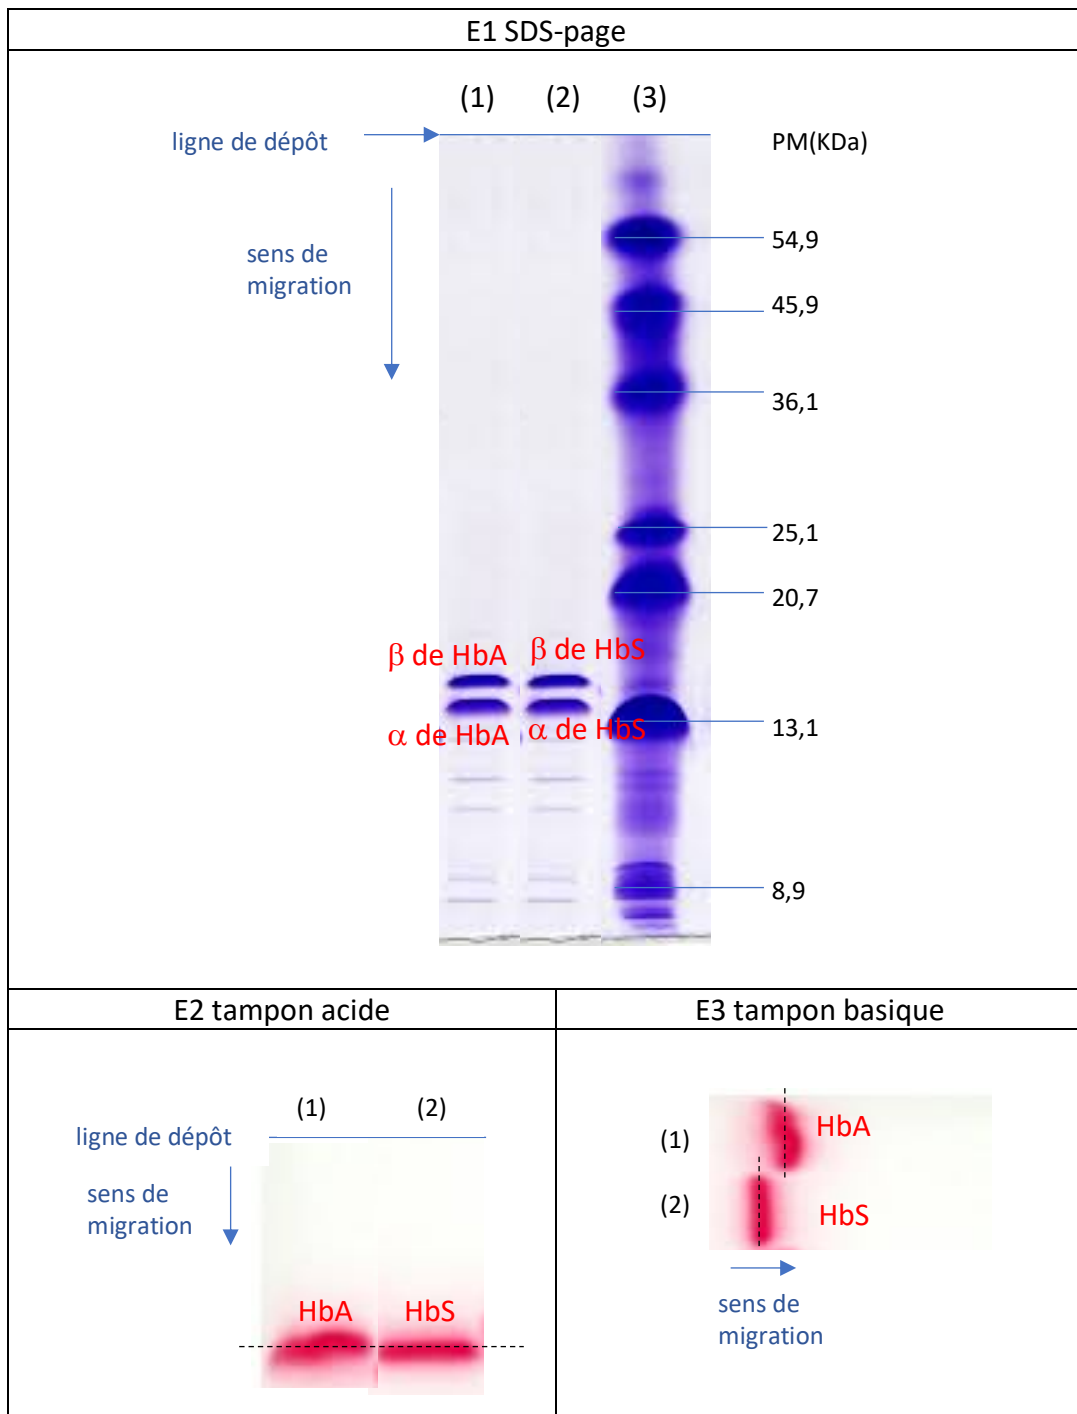 E1 SDS-page
(1) (2) (3)
ligne de dépôt
PM(KDa)
sens de
migration
54,9
45,9
36,1
25,1
20,7
β de HbA β de HbS
α de HbA α de HbS
13,1
8,9
E2 tampon acide
(1) (2)
ligne de dépôt
sens de
migration
HbA HbS
E3 tampon basique
(1) HbA
(2) HbS
sens de
migration